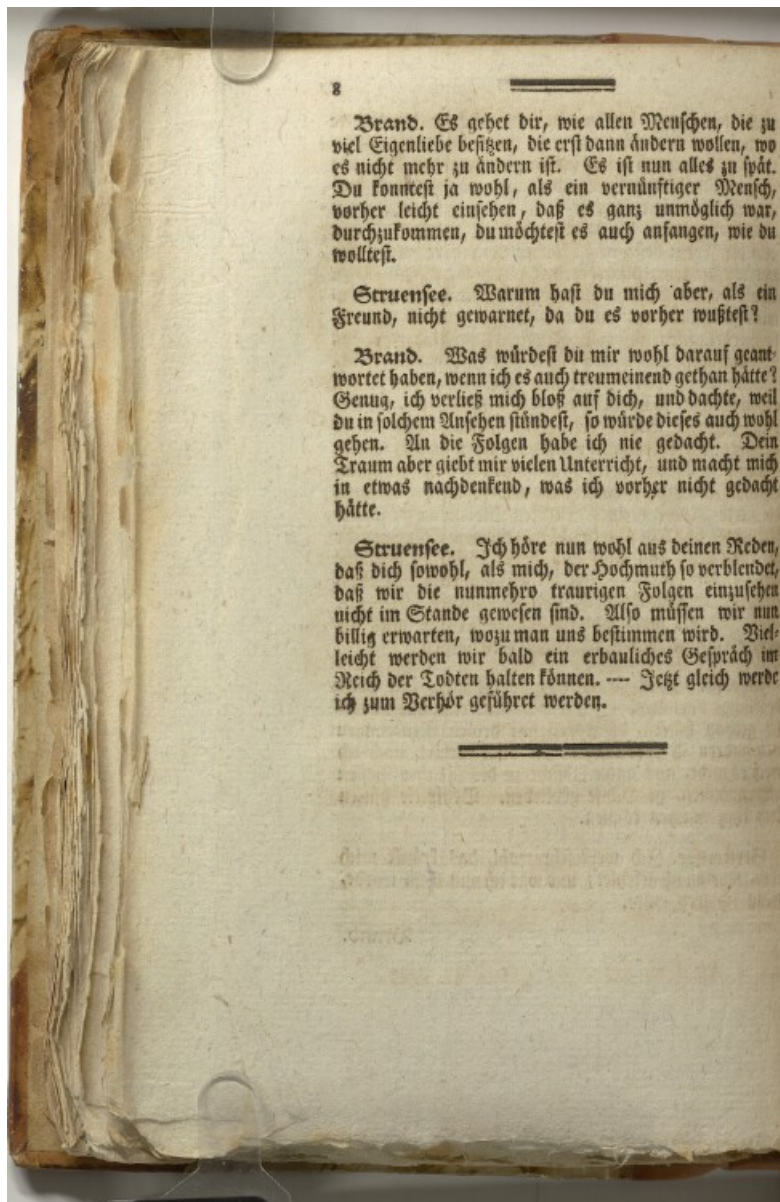 8
Brand. Es gehet dir, wie allen Menschen, die zu
viel Eigenliebe besitzen, die erst dann ändern wollen, wo
es nicht mehr zu ändern ist. Es ist nun alles zu spät.
Du konntest ja wohl, als ein vernünftiger Mensch,
vorher leicht einsehen, daß es ganz unmöglich war,
durchzukommen, du möchtest es auch anfangen, wie du
wolltest.
Struensee. Warum hast du mich aber, als ein
Freund, nicht gewarnet, da du es vorher wußtest?
Brand. Was würdest du mir wohl darauf geant-
wortet haben, wenn ich es auch treumeinend gethan hätte?
Genug, ich verließ mich bloß auf dich, und dachte, weil
du in solchem Ansehen stündest, so würde dieses auch wohl
gehen. An die Folgen habe ich nie gedacht. Dein
Traum aber giebt mir vielen Unterricht, und macht mich
in etwas nachdenkend, was ich vorher nicht gedacht
hätte.
Struensee. Ich höre nun wohl aus deinen Reden,
daß dich sowohl, als mich, der Hochmuth so verblendet,
daß wir die nunmehro traurigen Folgen einzusehen
nicht im Stande gewesen sind. Also müssen wir nun
billig erwarten, wozu man uns bestimmen wird. Viel-
leicht werden wir bald ein erbauliches Gespräch im
Reich der Todten halten können. ---- Jetzt gleich werde
ich zum Verhör geführet werden.